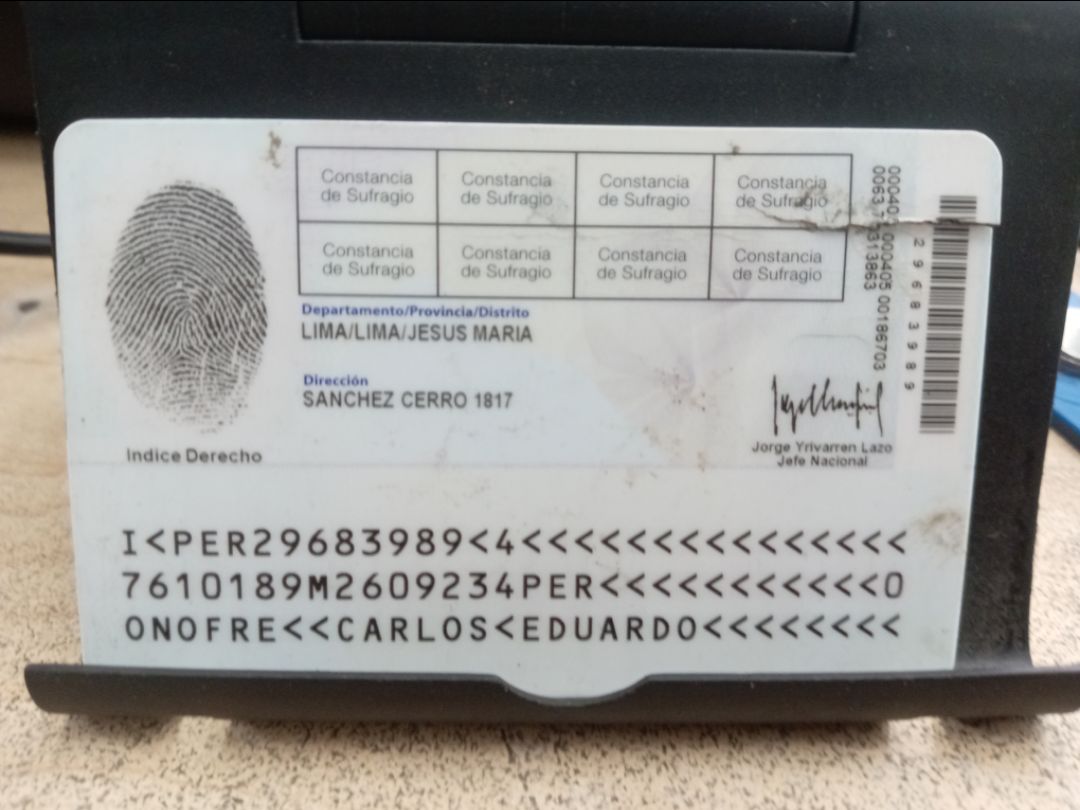 Constancia de Sufragio
Constancia de Sufragio
Constancia de Sufragio
Constancia de Sufragio
Constancia de Sufragio
Constancia de Sufragio
Constancia de Sufragio
Constancia de Sufragio
Departamento/Provincia/Distrito
LIMA/LIMA/JESUS MARIA
Dirección
SANCHEZ CERRO 1817
Indice Derecho
Jorge Yrivarren Lazo
Jefe Nacional
000405 00186703
29683989
I<PER29683989<4<<<<<<<<<<<<<<<
7610189M2609234PER<<<<<<<<<<<0
ONOFRE<<CARLOS<EDUARDO<<<<<<<<